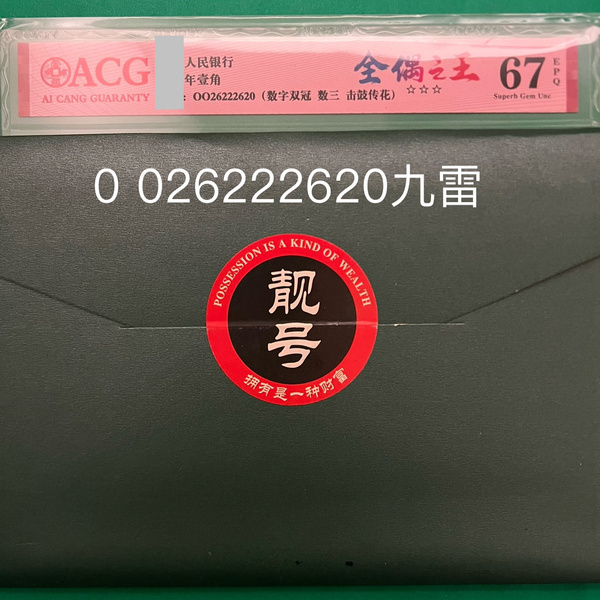 ACG
AI CANG GUARANTY
人民银行
年壹角
: OO26222620（数字双冠 数三 击鼓传花）
全偶之王
☆☆☆
67
EPQ
Superb Gem Unc
0 026222620九雷
POSSESSION IS A KIND OF WEALTH
靓号
拥有是一种财富